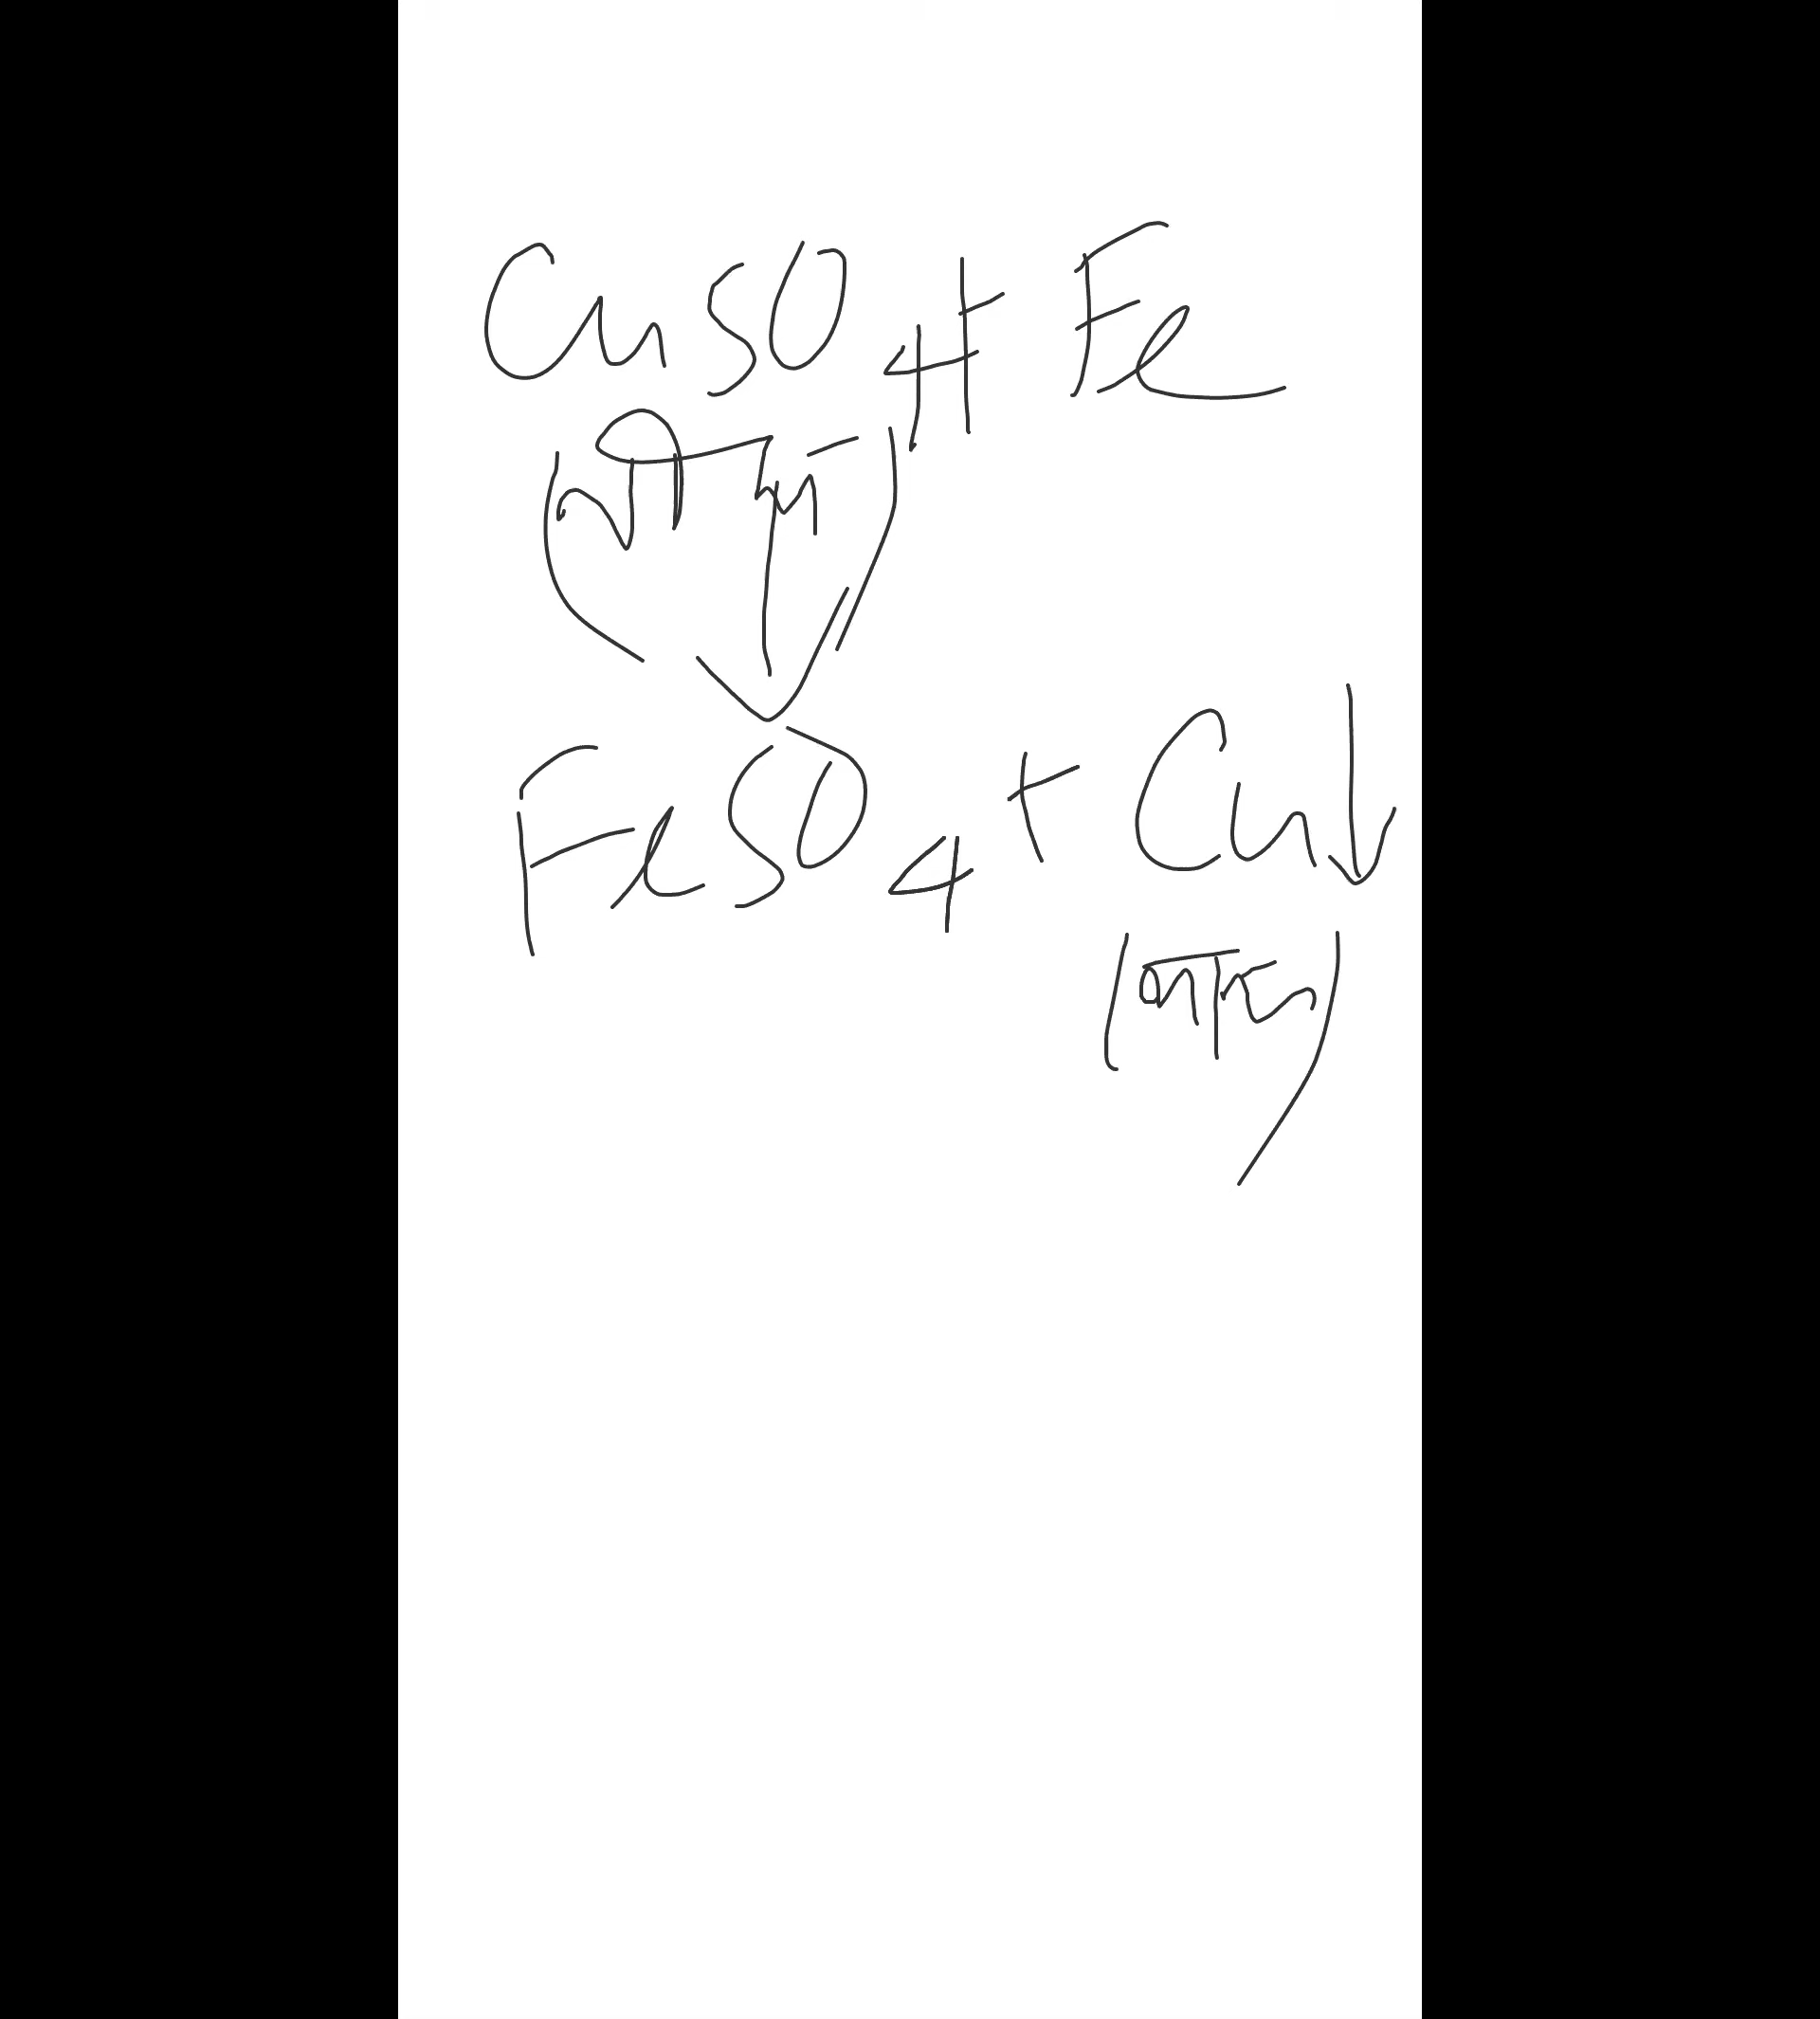 CuSO₄ + Fe
↓
FeSO₄ + Cu↓